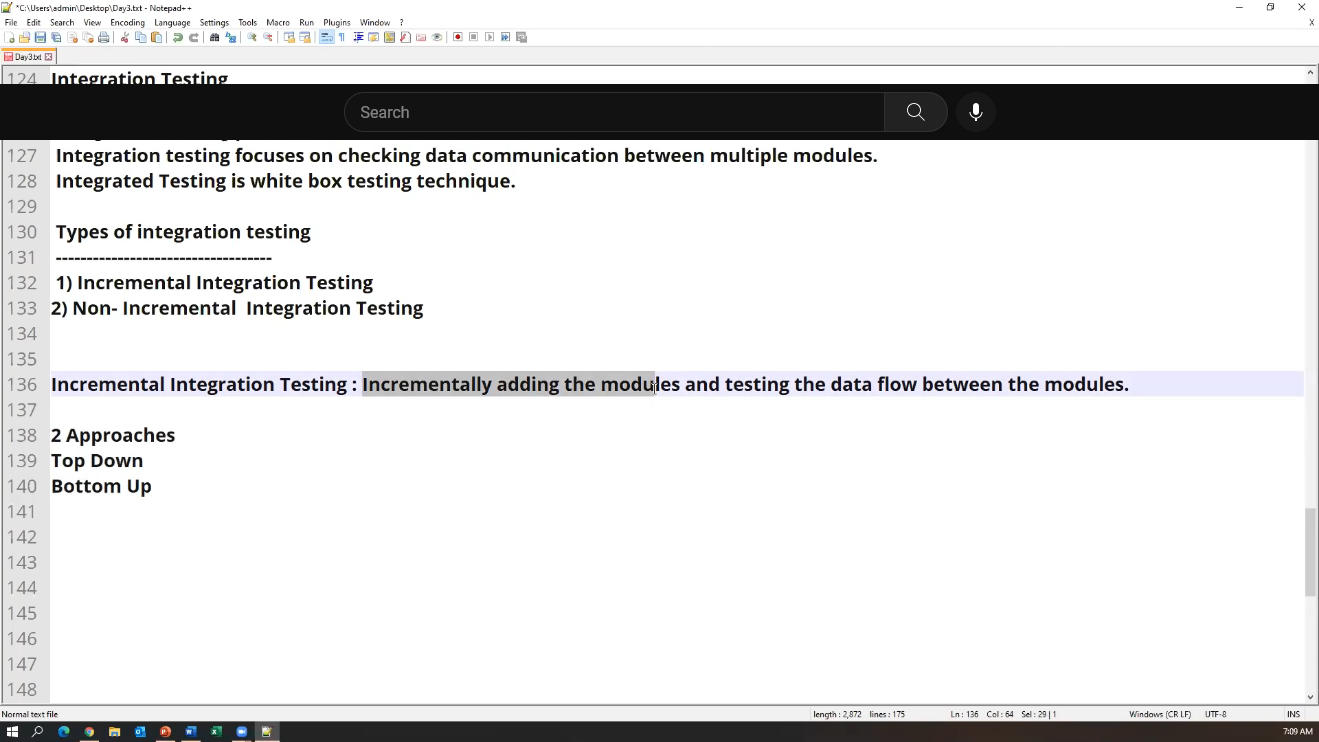 *C:\Users\admin\Desktop\Day3.txt - Notepad++
File Edit Search View Encoding Language Settings Tools Macro Run Plugins Window ?
X
Day3.txt
124 Integration Testing
Search
127 Integration testing focuses on checking data communication between multiple modules.
128 Integrated Testing is white box testing technique.
129
130 Types of integration testing
131 -----------------------------------
132 1) Incremental Integration Testing
133 2) Non- Incremental  Integration Testing
134
135
136 Incremental Integration Testing : Incrementally adding the modules and testing the data flow between the modules.
137
138 2 Approaches
139 Top Down
140 Bottom Up
141
142
143
144
145
146
147
148
Normal text file length : 2,872 lines : 175 Ln : 136 Col : 64 Sel : 29 | 1 Windows (CR LF) UTF-8 INS
7:09 AM